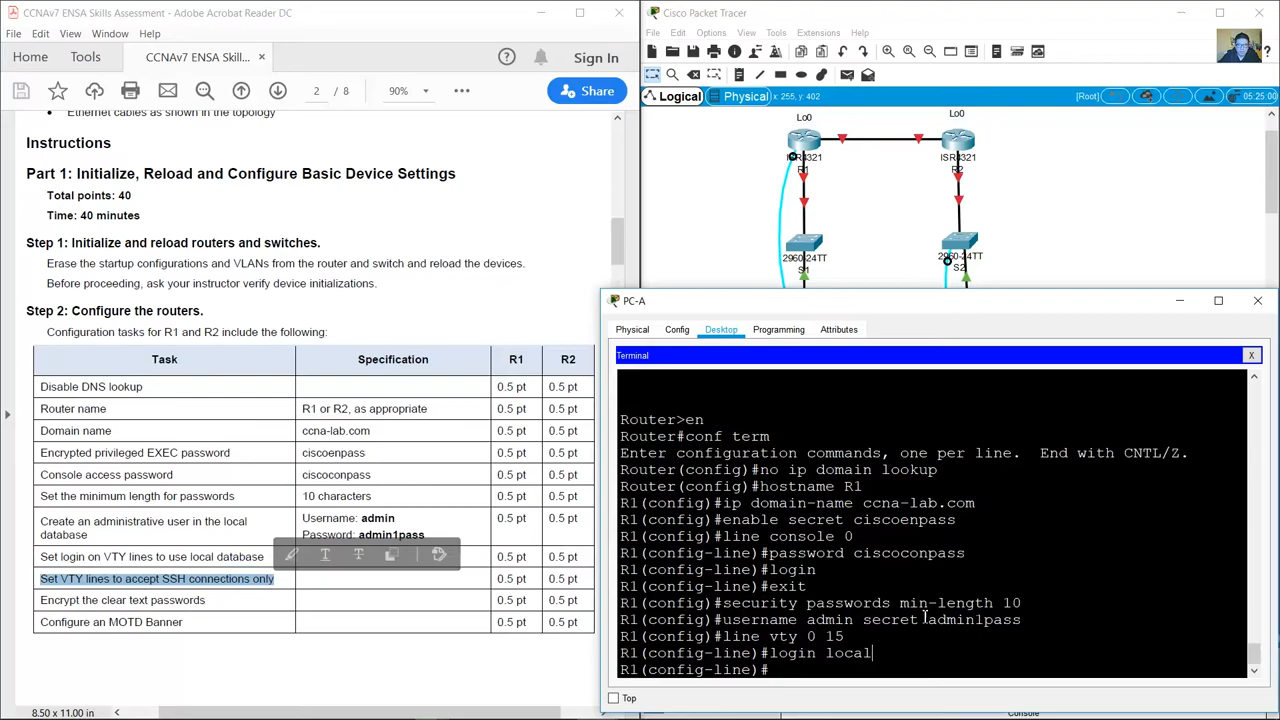 CCNAv7 ENSA Skills Assessment - Adobe Acrobat Reader DC
File Edit View Window Help
Home Tools CCNAv7 ENSA Skill... × Sign In
2 / 8 90% Share
Ethernet cables as shown in the topology
Instructions
Part 1: Initialize, Reload and Configure Basic Device Settings
Total points: 40
Time: 40 minutes
Step 1: Initialize and reload routers and switches.
Erase the startup configurations and VLANs from the router and switch and reload the devices.
Before proceeding, ask your instructor verify device initializations.
Step 2: Configure the routers.
Configuration tasks for R1 and R2 include the following:
Task Specification R1 R2
Disable DNS lookup 0.5 pt 0.5 pt
Router name R1 or R2, as appropriate 0.5 pt 0.5 pt
Domain name ccna-lab.com 0.5 pt 0.5 pt
Encrypted privileged EXEC password ciscoenpass 0.5 pt 0.5 pt
Console access password ciscoconpass 0.5 pt 0.5 pt
Set the minimum length for passwords 10 characters 0.5 pt 0.5 pt
Create an administrative user in the local database Username: admin 0.5 pt 0.5 pt
Password: admin1pass
Set login on VTY lines to use local database 0.5 pt 0.5 pt
Set VTY lines to accept SSH connections only 0.5 pt 0.5 pt
Encrypt the clear text passwords 0.5 pt 0.5 pt
Configure an MOTD Banner 0.5 pt 0.5 pt
8.50 x 11.00 in
Cisco Packet Tracer
File Edit Options View Tools Extensions Help
Logical Physical x: 255, y: 402 [Root] 05:25:00
Lo0 Lo0
ISR4321 ISR4321
R1 R2
2960-24TT 2960-24TT
S1 S2
PC-A
Physical Config Desktop Programming Attributes
Terminal X
Router>en
Router#conf term
Enter configuration commands, one per line. End with CNTL/Z.
Router(config)#no ip domain lookup
Router(config)#hostname R1
R1(config)#ip domain-name ccna-lab.com
R1(config)#enable secret ciscoenpass
R1(config)#line console 0
R1(config-line)#password ciscoconpass
R1(config-line)#login
R1(config-line)#exit
R1(config)#security passwords min-length 10
R1(config)#username admin secret admin1pass
R1(config)#line vty 0 15
R1(config-line)#login local
R1(config-line)#
Top
Console